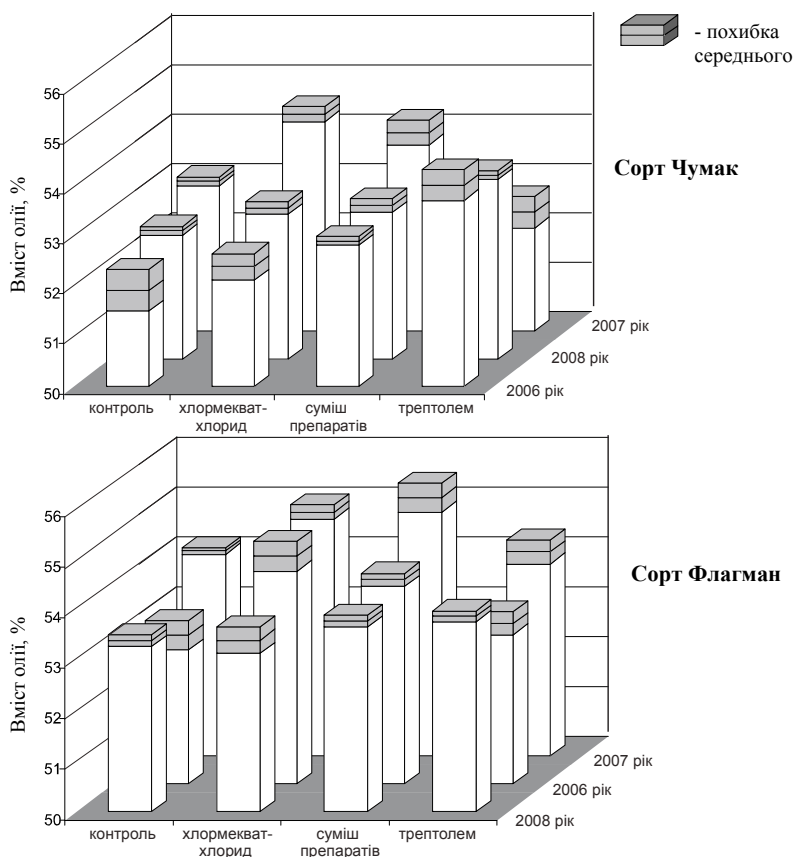 - похибка
середнього
56
55
54
53
52
51
50
Вміст олії, %
Сорт Чумак
2007 рік
2008 рік
2006 рік
контроль
хлормекват-
хлорид
суміш
препаратів
трептолем
56
55
54
53
52
51
50
Вміст олії, %
Сорт Флагман
2007 рік
2006 рік
2008 рік
контроль
хлормекват-
хлорид
суміш
препаратів
трептолем